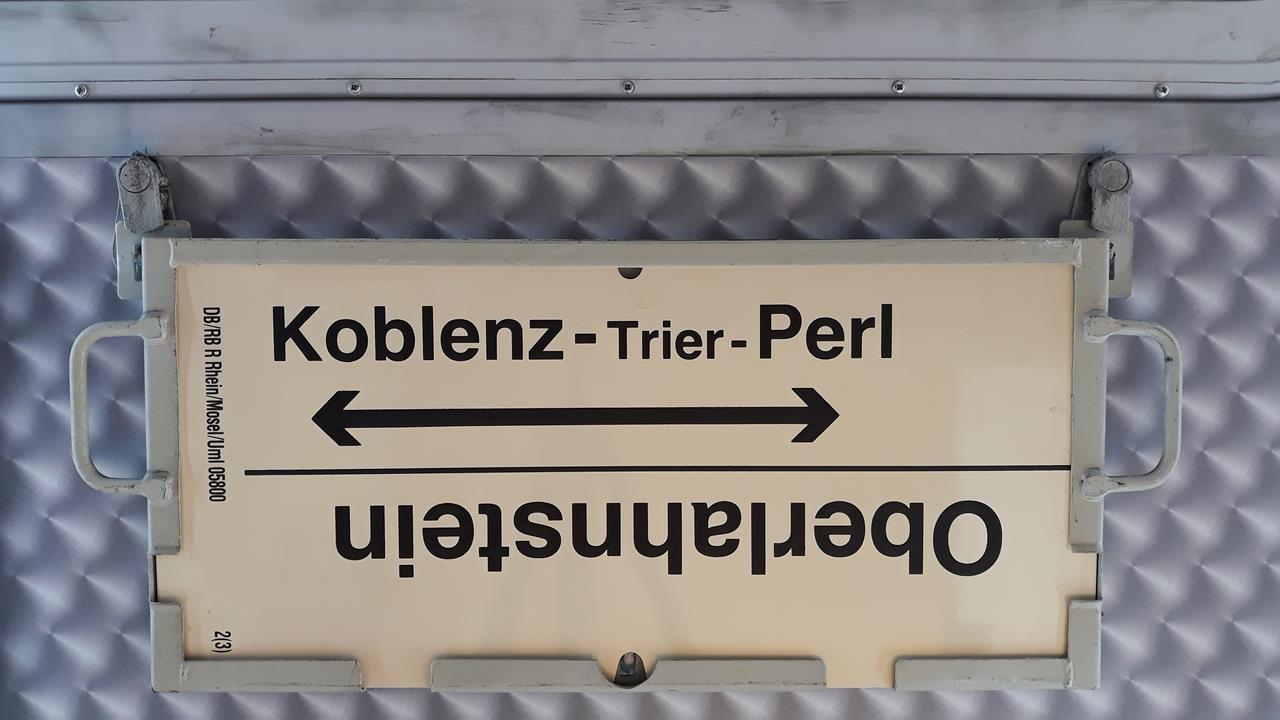 Koblenz - Trier - Perl
Oberlahnstein
DB/RB R Rhein/Mosel/Uml 05800
2(3)